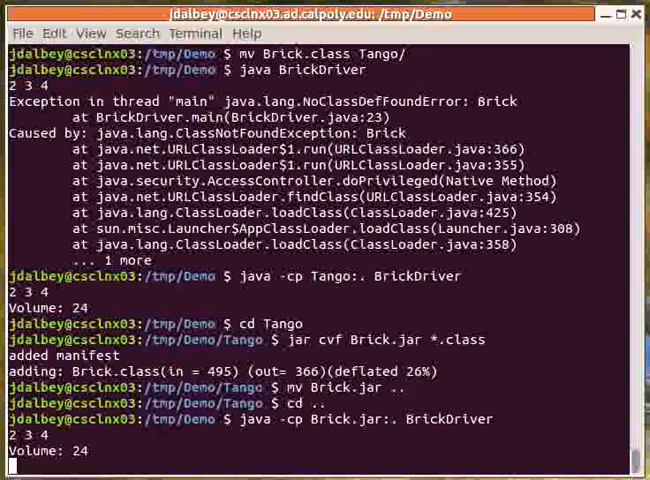 jdalbey@csclnx03.ad.calpoly.edu: /tmp/Demo
File Edit View Search Terminal Help
jdalbey@csclnx03:/tmp/Demo $ mv Brick.class Tango/
jdalbey@csclnx03:/tmp/Demo $ java BrickDriver
2 3 4
Exception in thread "main" java.lang.NoClassDefFoundError: Brick
at BrickDriver.main(BrickDriver.java:23)
Caused by: java.lang.ClassNotFoundException: Brick
at java.net.URLClassLoader$1.run(URLClassLoader.java:366)
at java.net.URLClassLoader$1.run(URLClassLoader.java:355)
at java.security.AccessController.doPrivileged(Native Method)
at java.net.URLClassLoader.findClass(URLClassLoader.java:354)
at java.lang.ClassLoader.loadClass(ClassLoader.java:425)
at sun.misc.Launcher$AppClassLoader.loadClass(Launcher.java:308)
at java.lang.ClassLoader.loadClass(ClassLoader.java:358)
... 1 more
jdalbey@csclnx03:/tmp/Demo $ java -cp Tango:. BrickDriver
2 3 4
Volume: 24
jdalbey@csclnx03:/tmp/Demo $ cd Tango
jdalbey@csclnx03:/tmp/Demo/Tango $ jar cvf Brick.jar *.class
added manifest
adding: Brick.class(in = 495) (out= 366)(deflated 26%)
jdalbey@csclnx03:/tmp/Demo/Tango $ mv Brick.jar ..
jdalbey@csclnx03:/tmp/Demo/Tango $ cd ..
jdalbey@csclnx03:/tmp/Demo $ java -cp Brick.jar:. BrickDriver
2 3 4
Volume: 24